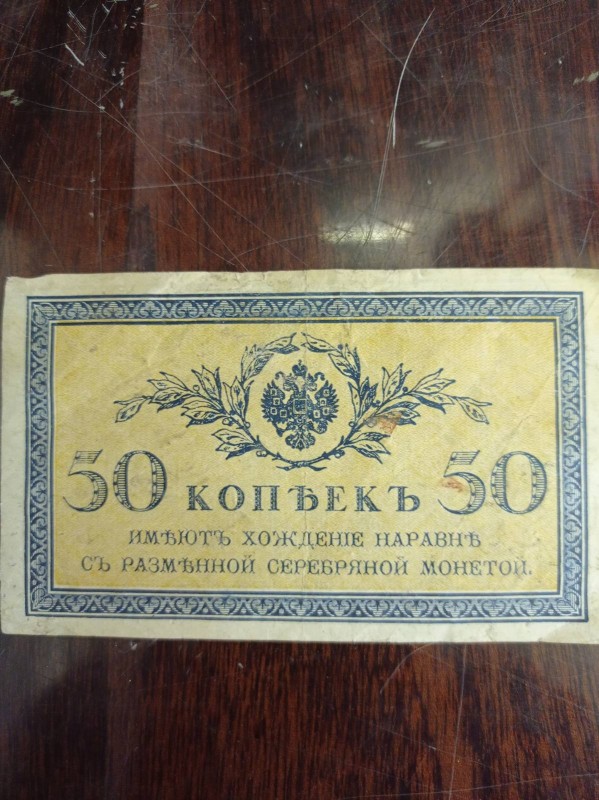 50 КОПѢЕКЪ 50
ИМѢЮТЪ ХОЖДЕНІЕ НАРАВНѢ
СЪ РАЗМѢННОЙ СЕРЕБРЯНОЙ МОНЕТОЙ.